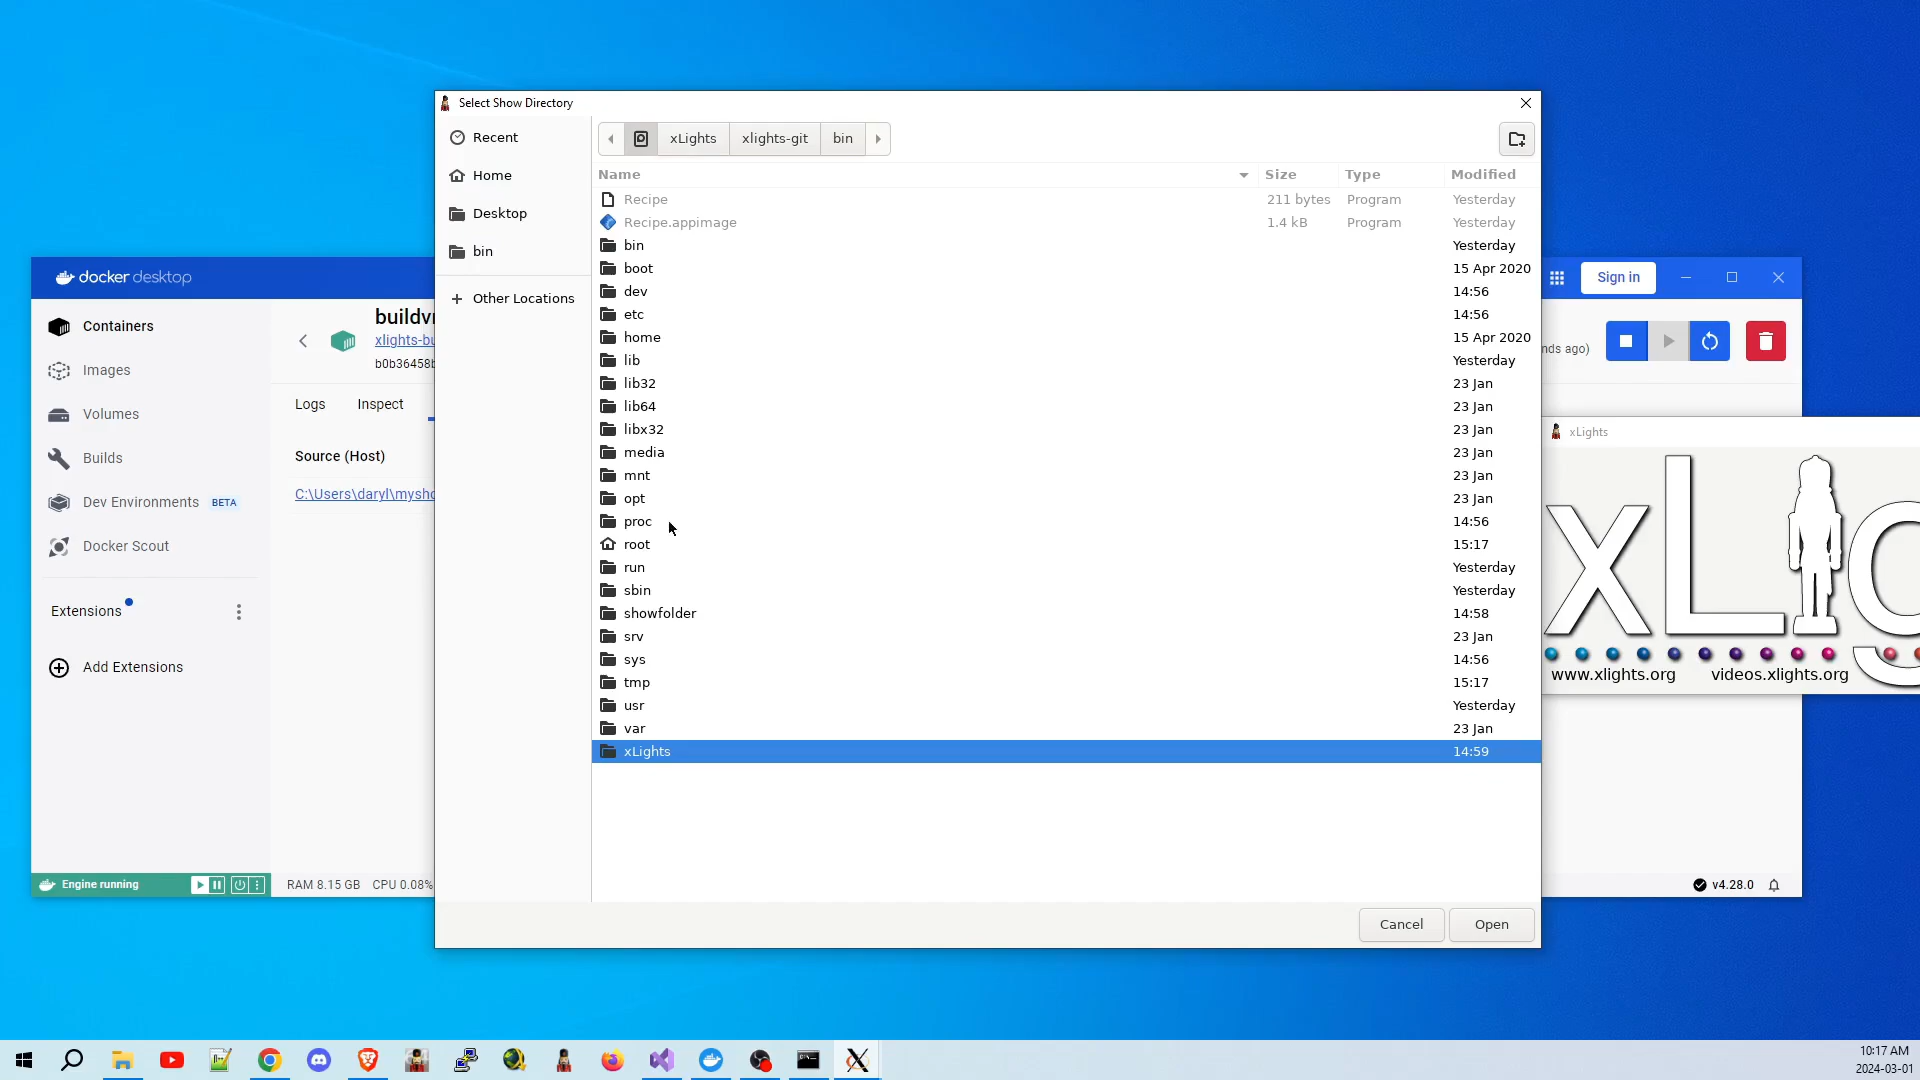 Select Show Directory
Recent
Home
Desktop
bin
Other Locations
xLights
xlights-git
bin
Name
Size
Type
Modified
Recipe
211 bytes
Program
Yesterday
Recipe.appimage
1.4 kB
Program
Yesterday
bin
Yesterday
boot
15 Apr 2020
dev
14:56
etc
14:56
home
15 Apr 2020
lib
Yesterday
lib32
23 Jan
lib64
23 Jan
libx32
23 Jan
media
23 Jan
mnt
23 Jan
opt
23 Jan
proc
14:56
root
15:17
run
Yesterday
sbin
Yesterday
showfolder
14:58
srv
23 Jan
sys
14:56
tmp
15:17
usr
Yesterday
var
23 Jan
xLights
14:59
Cancel
Open
docker desktop
Sign in
Containers
Images
Volumes
Builds
Dev Environments
BETA
Docker Scout
Extensions
Add Extensions
Engine running
buildv
xlights-bu
b0b36458b
nds ago)
Logs
Inspect
Source (Host)
C:\Users\daryl\mysho
RAM 8.15 GB
CPU 0.08%
v4.28.0
xLights
xLig
www.xlights.org
videos.xlights.org
10:17 AM
2024-03-01